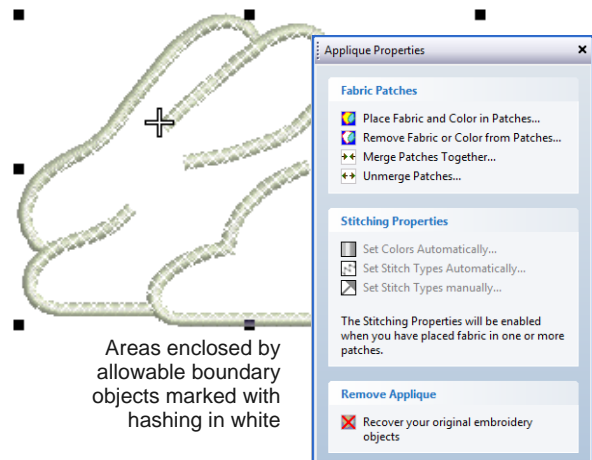 Applique Properties
Fabric Patches
Place Fabric and Color in Patches...
Remove Fabric or Color from Patches...
Merge Patches Together...
Unmerge Patches...
Stitching Properties
Set Colors Automatically...
Set Stitch Types Automatically...
Set Stitch Types manually...
The Stitching Properties will be enabled
when you have placed fabric in one or more
patches.
Remove Applique
Recover your original embroidery
objects
Areas enclosed by
allowable boundary
objects marked with
hashing in white